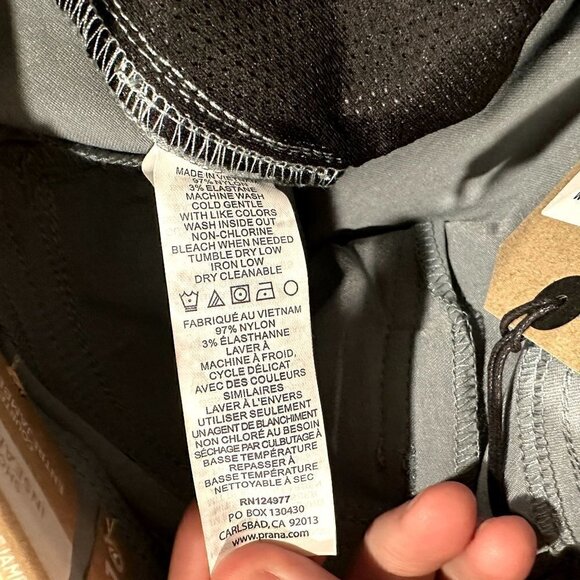 MADE IN VIETNAM
97% NYLON
3% ELASTANE
MACHINE WASH
COLD GENTLE
WITH LIKE COLORS
WASH INSIDE OUT
NON-CHLORINE
BLEACH WHEN NEEDED
TUMBLE DRY LOW
IRON LOW
DRY CLEANABLE
FABRIQUÉ AU VIETNAM
97% NYLON
3% ÉLASTHANNE
LAVER À
MACHINE À FROID,
CYCLE DÉLICAT
AVEC DES COULEURS
SIMILAIRES
LAVER À L'ENVERS
UTILISER SEULEMENT
UN AGENT DE BLANCHIMENT
NON CHLORÉ AU BESOIN
SÉCHAGE PAR CULBUTAGE À
BASSE TEMPÉRATURE
REPASSER À
BASSE TEMPÉRATURE
NETTOYABLE À SEC
RN124977
PO BOX 130430
CARLSBAD, CA 92013
www.prana.com